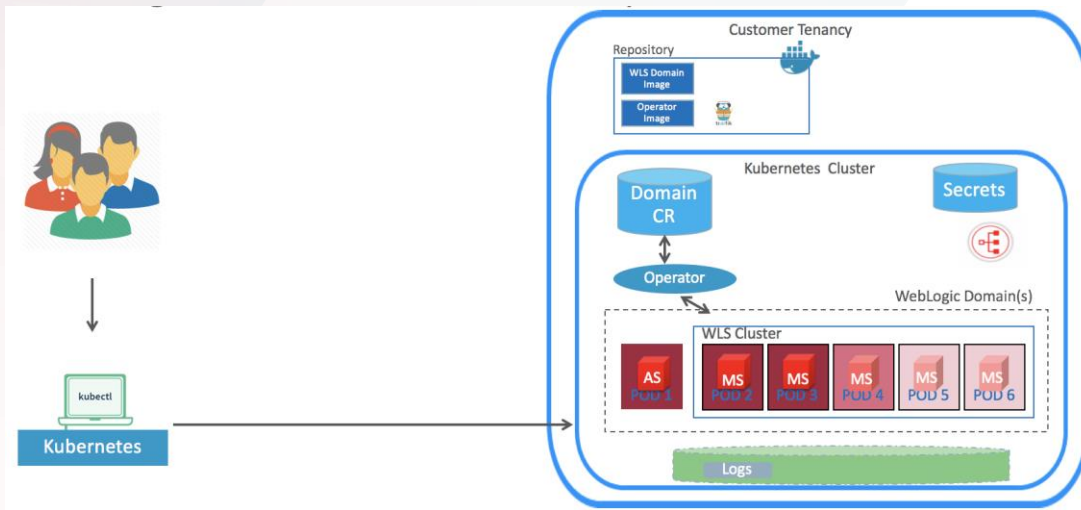 Customer Tenancy
Repository
WLS Domain
Image
Operator
Image
Kubernetes Cluster
Domain
CR
Secrets
Operator
WebLogic Domain(s)
WLS Cluster
AS
POD 1
MS
POD 2
MS
POD 3
MS
POD 4
MS
POD 5
MS
POD 6
Logs
kubectl
Kubernetes